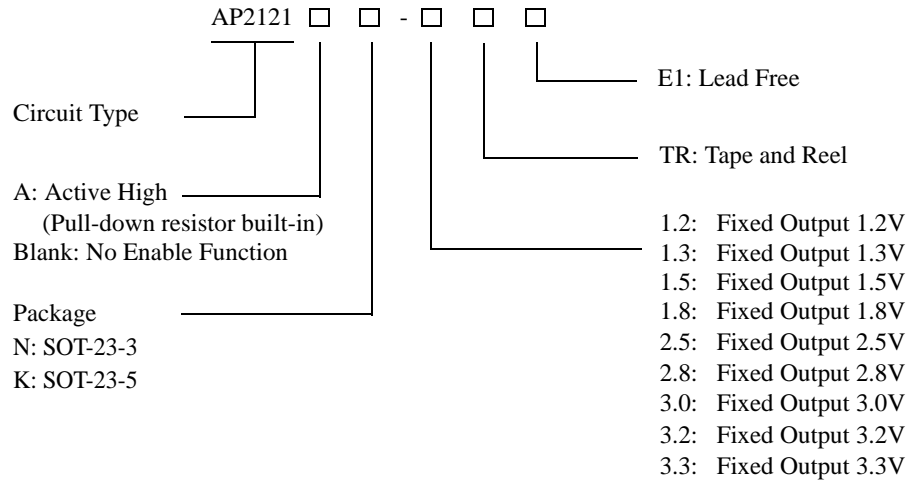 AP2121 -
E1: Lead Free
Circuit Type
TR: Tape and Reel
A: Active High
(Pull-down resistor built-in)
Blank: No Enable Function
1.2: Fixed Output 1.2V
1.3: Fixed Output 1.3V
1.5: Fixed Output 1.5V
1.8: Fixed Output 1.8V
2.5: Fixed Output 2.5V
2.8: Fixed Output 2.8V
3.0: Fixed Output 3.0V
3.2: Fixed Output 3.2V
3.3: Fixed Output 3.3V
Package
N: SOT-23-3
K: SOT-23-5